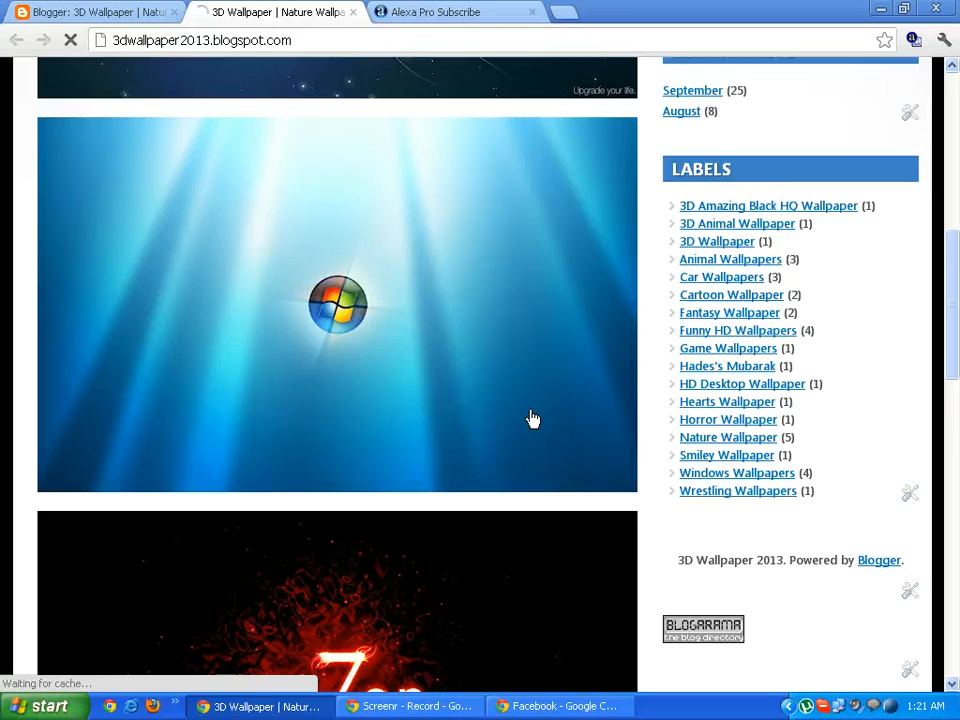 Blogger: 3D Wallpaper | Natur
3D Wallpaper | Nature Wallpa
Alexa Pro Subscribe
3dwallpaper2013.blogspot.com
Upgrade your life.
September (25)
August (8)
LABELS
3D Amazing Black HQ Wallpaper (1)
3D Animal Wallpaper (1)
3D Wallpaper (1)
Animal Wallpapers (3)
Car Wallpapers (3)
Cartoon Wallpaper (2)
Fantasy Wallpaper (2)
Funny HD Wallpapers (4)
Game Wallpapers (1)
Hades's Mubarak (1)
HD Desktop Wallpaper (1)
Hearts Wallpaper (1)
Horror Wallpaper (1)
Nature Wallpaper (5)
Smiley Wallpaper (1)
Windows Wallpapers (4)
Wrestling Wallpapers (1)
3D Wallpaper 2013. Powered by Blogger.
BLOGARAMA
the blog directory
Waiting for cache...
start
3D Wallpaper | Natur...
Screenr - Record - Go...
Facebook - Google C...
1:21 AM